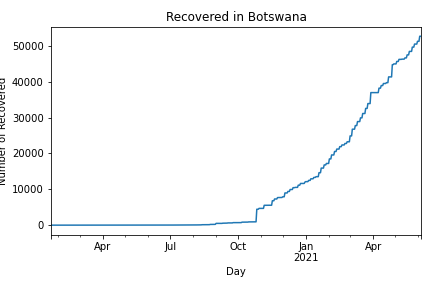 Recovered in Botswana
Number of Recovered
50000
40000
30000
20000
10000
0
Apr
Jul
Oct
Jan
2021
Apr
Day